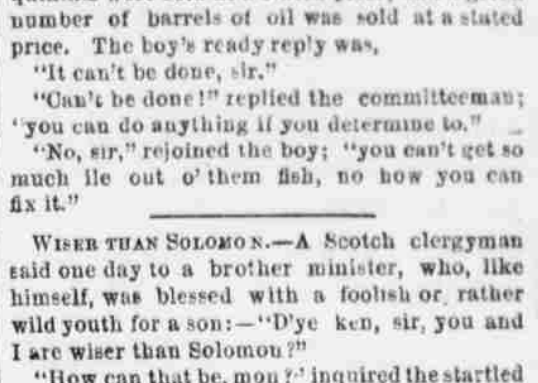 number of barrels of oil was sold at a stated
price. The boy's ready reply was,
"It can't be done, sir."
"Can't be done!" replied the committeeman;
"you can do anything if you determine to."
"No, sir," rejoined the boy; "you can't get so
much ile out o' them fish, no how you can
fix it."
WISER THAN SOLOMON.—A Scotch clergyman
said one day to a brother minister, who, like
himself, was blessed with a foolish or rather
wild youth for a son:—"D'ye ken, sir, you and
I are wiser than Solomon?"
"How can that be, mon?" inquired the startled